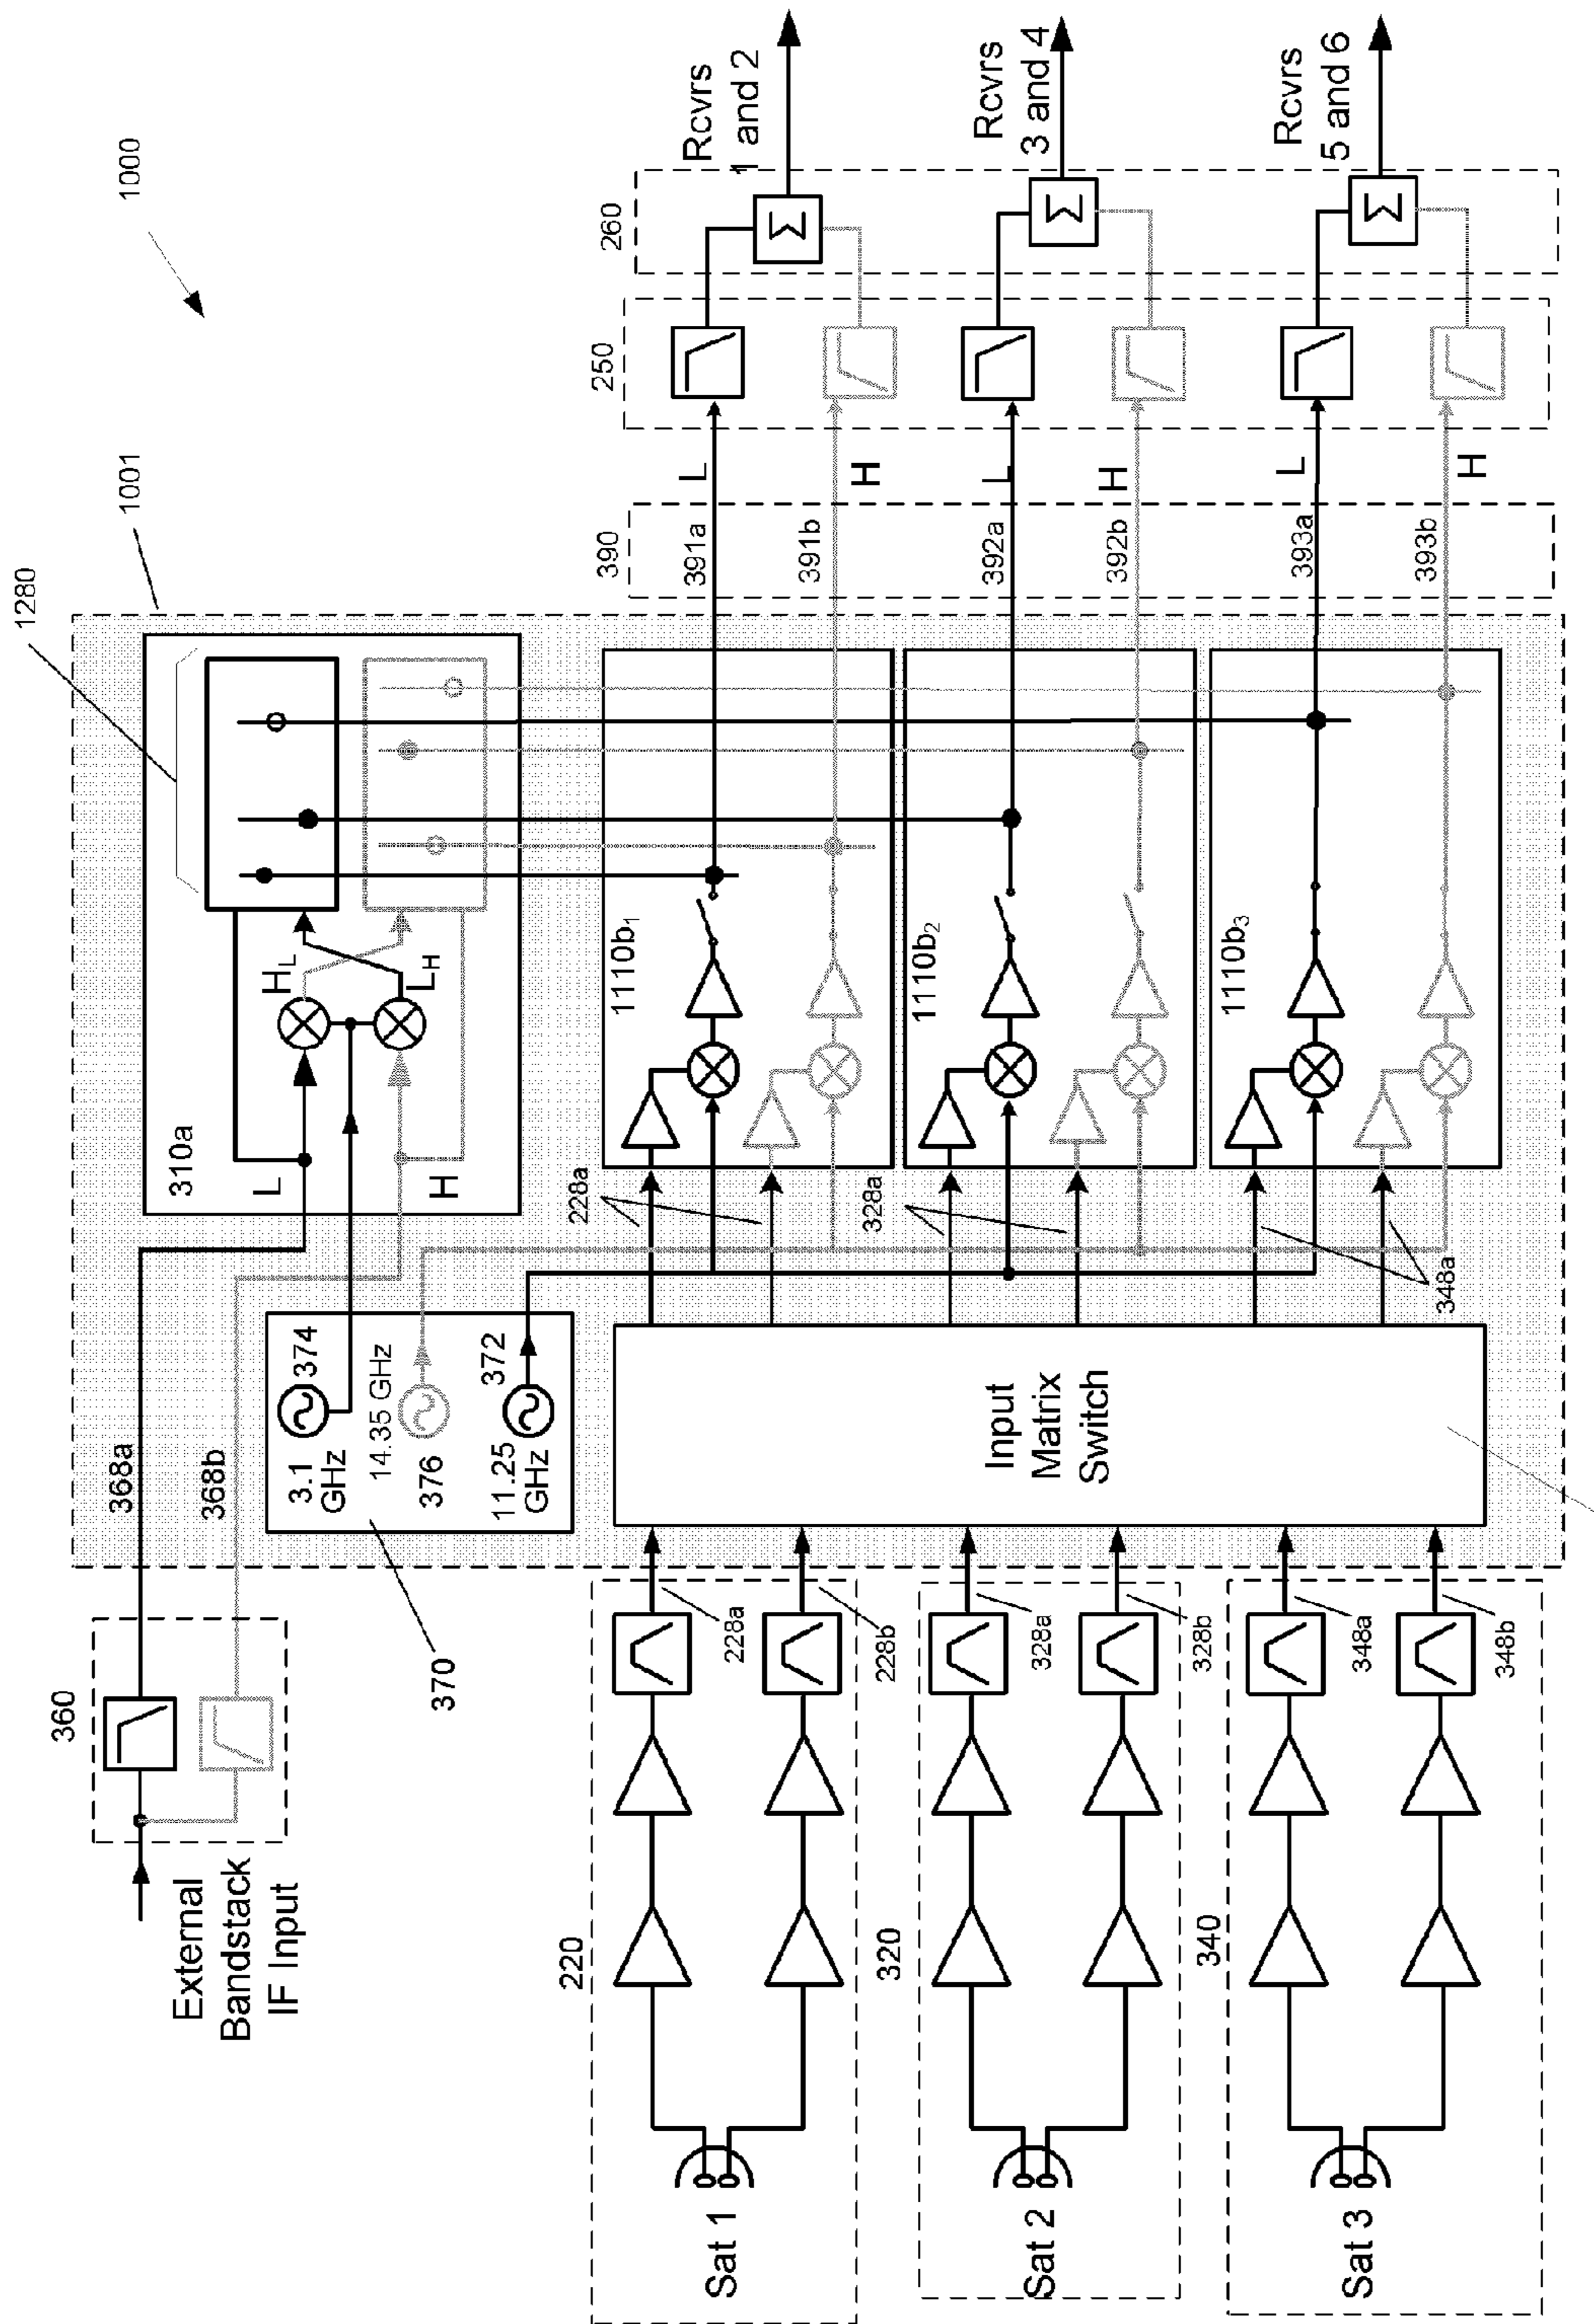 1000
1001
1280
External
Bandstack
IF Input
360
368a
368b
370
3.1
GHz
374
14.35 GHz
376
11.25
GHz
372
310a
L
H
H_L
L_H
Sat 1
220
228a
228b
Sat 2
320
328a
328b
Sat 3
340
348a
348b
Input
Matrix
Switch
228a
328a
348a
1110b₁
1110b₂
1110b₃
390
391a
391b
392a
392b
393a
393b
L
H
L
H
L
H
250
260
Σ
Σ
Σ
Rcvrs
1 and 2
Rcvrs
3 and 4
Rcvrs
5 and 6